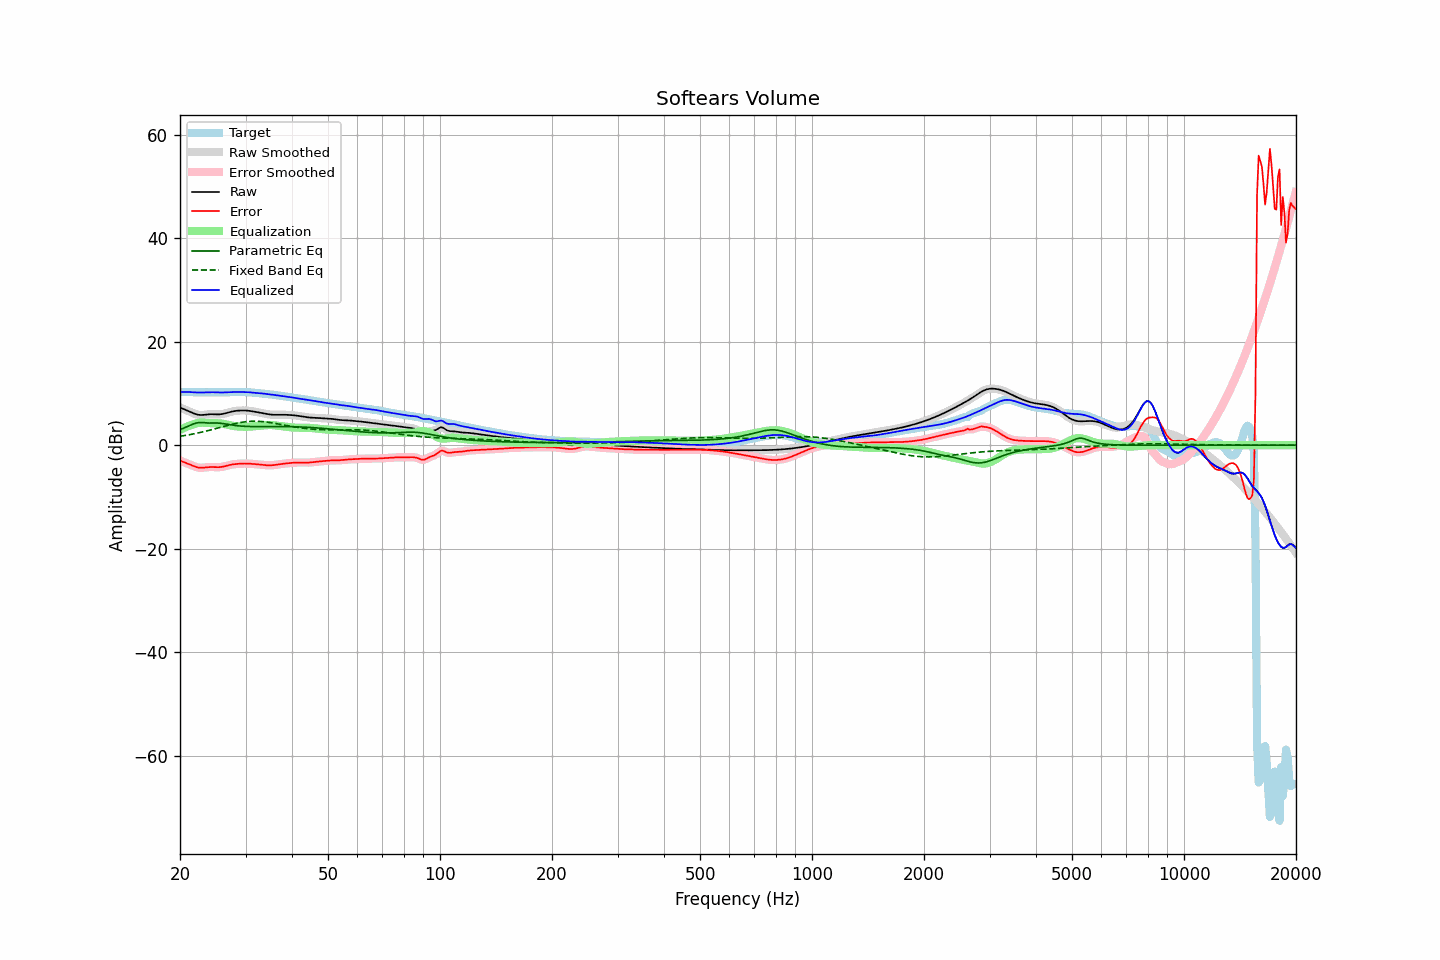 Softears Volume
Target
Raw Smoothed
Error Smoothed
Raw
Error
Equalization
Parametric Eq
Fixed Band Eq
Equalized
60
40
20
0
−20
−40
−60
Amplitude (dBr)
20 50 100 200 500 1000 2000 5000 10000 20000
Frequency (Hz)